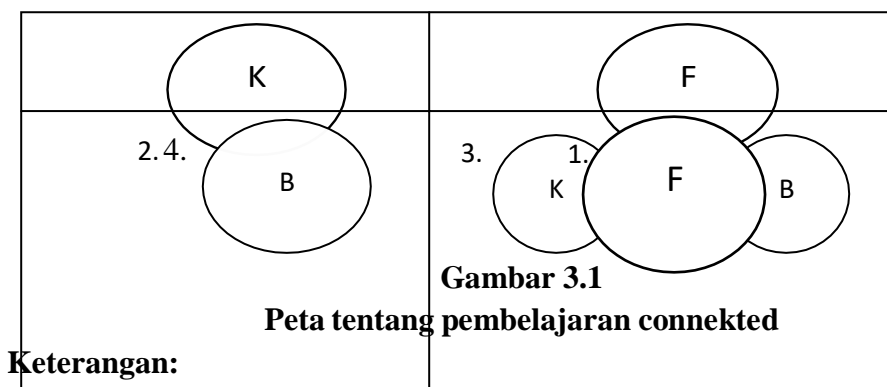 K F
2. 4. 3. 1.
B K F B
Gambar 3.1
Peta tentang pembelajaran connekted
Keterangan: